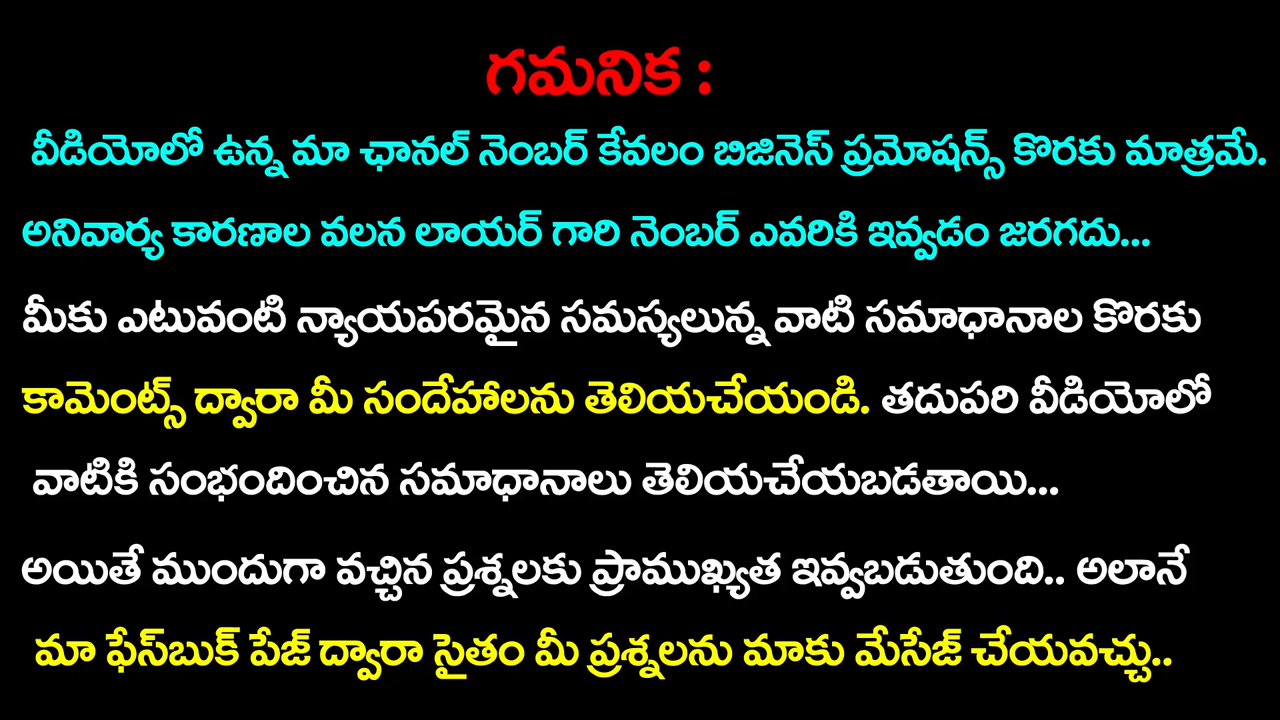 గమనిక :
వీడియోలో ఉన్న మా ఛానల్ నెంబర్ కేవలం బిజినెస్ ప్రమోషన్స్ కొరకు మాత్రమే.
అనివార్య కారణాల వలన లాయర్ గారి నెంబర్ ఎవరికి ఇవ్వడం జరగదు...
మీకు ఎటువంటి న్యాయపరమైన సమస్యలున్న వాటి సమాధానాల కొరకు
కామెంట్స్ ద్వారా మీ సందేహాలను తెలియచేయండి. తదుపరి వీడియోలో
వాటికి సంభందించిన సమాధానాలు తెలియచేయబడతాయి...
అయితే ముందుగా వచ్చిన ప్రశ్నలకు ప్రాముఖ్యత ఇవ్వబడుతుంది.. అలానే
మా ఫేస్‌బుక్ పేజ్ ద్వారా సైతం మీ ప్రశ్నలను మాకు మేసేజ్ చేయవచ్చు..